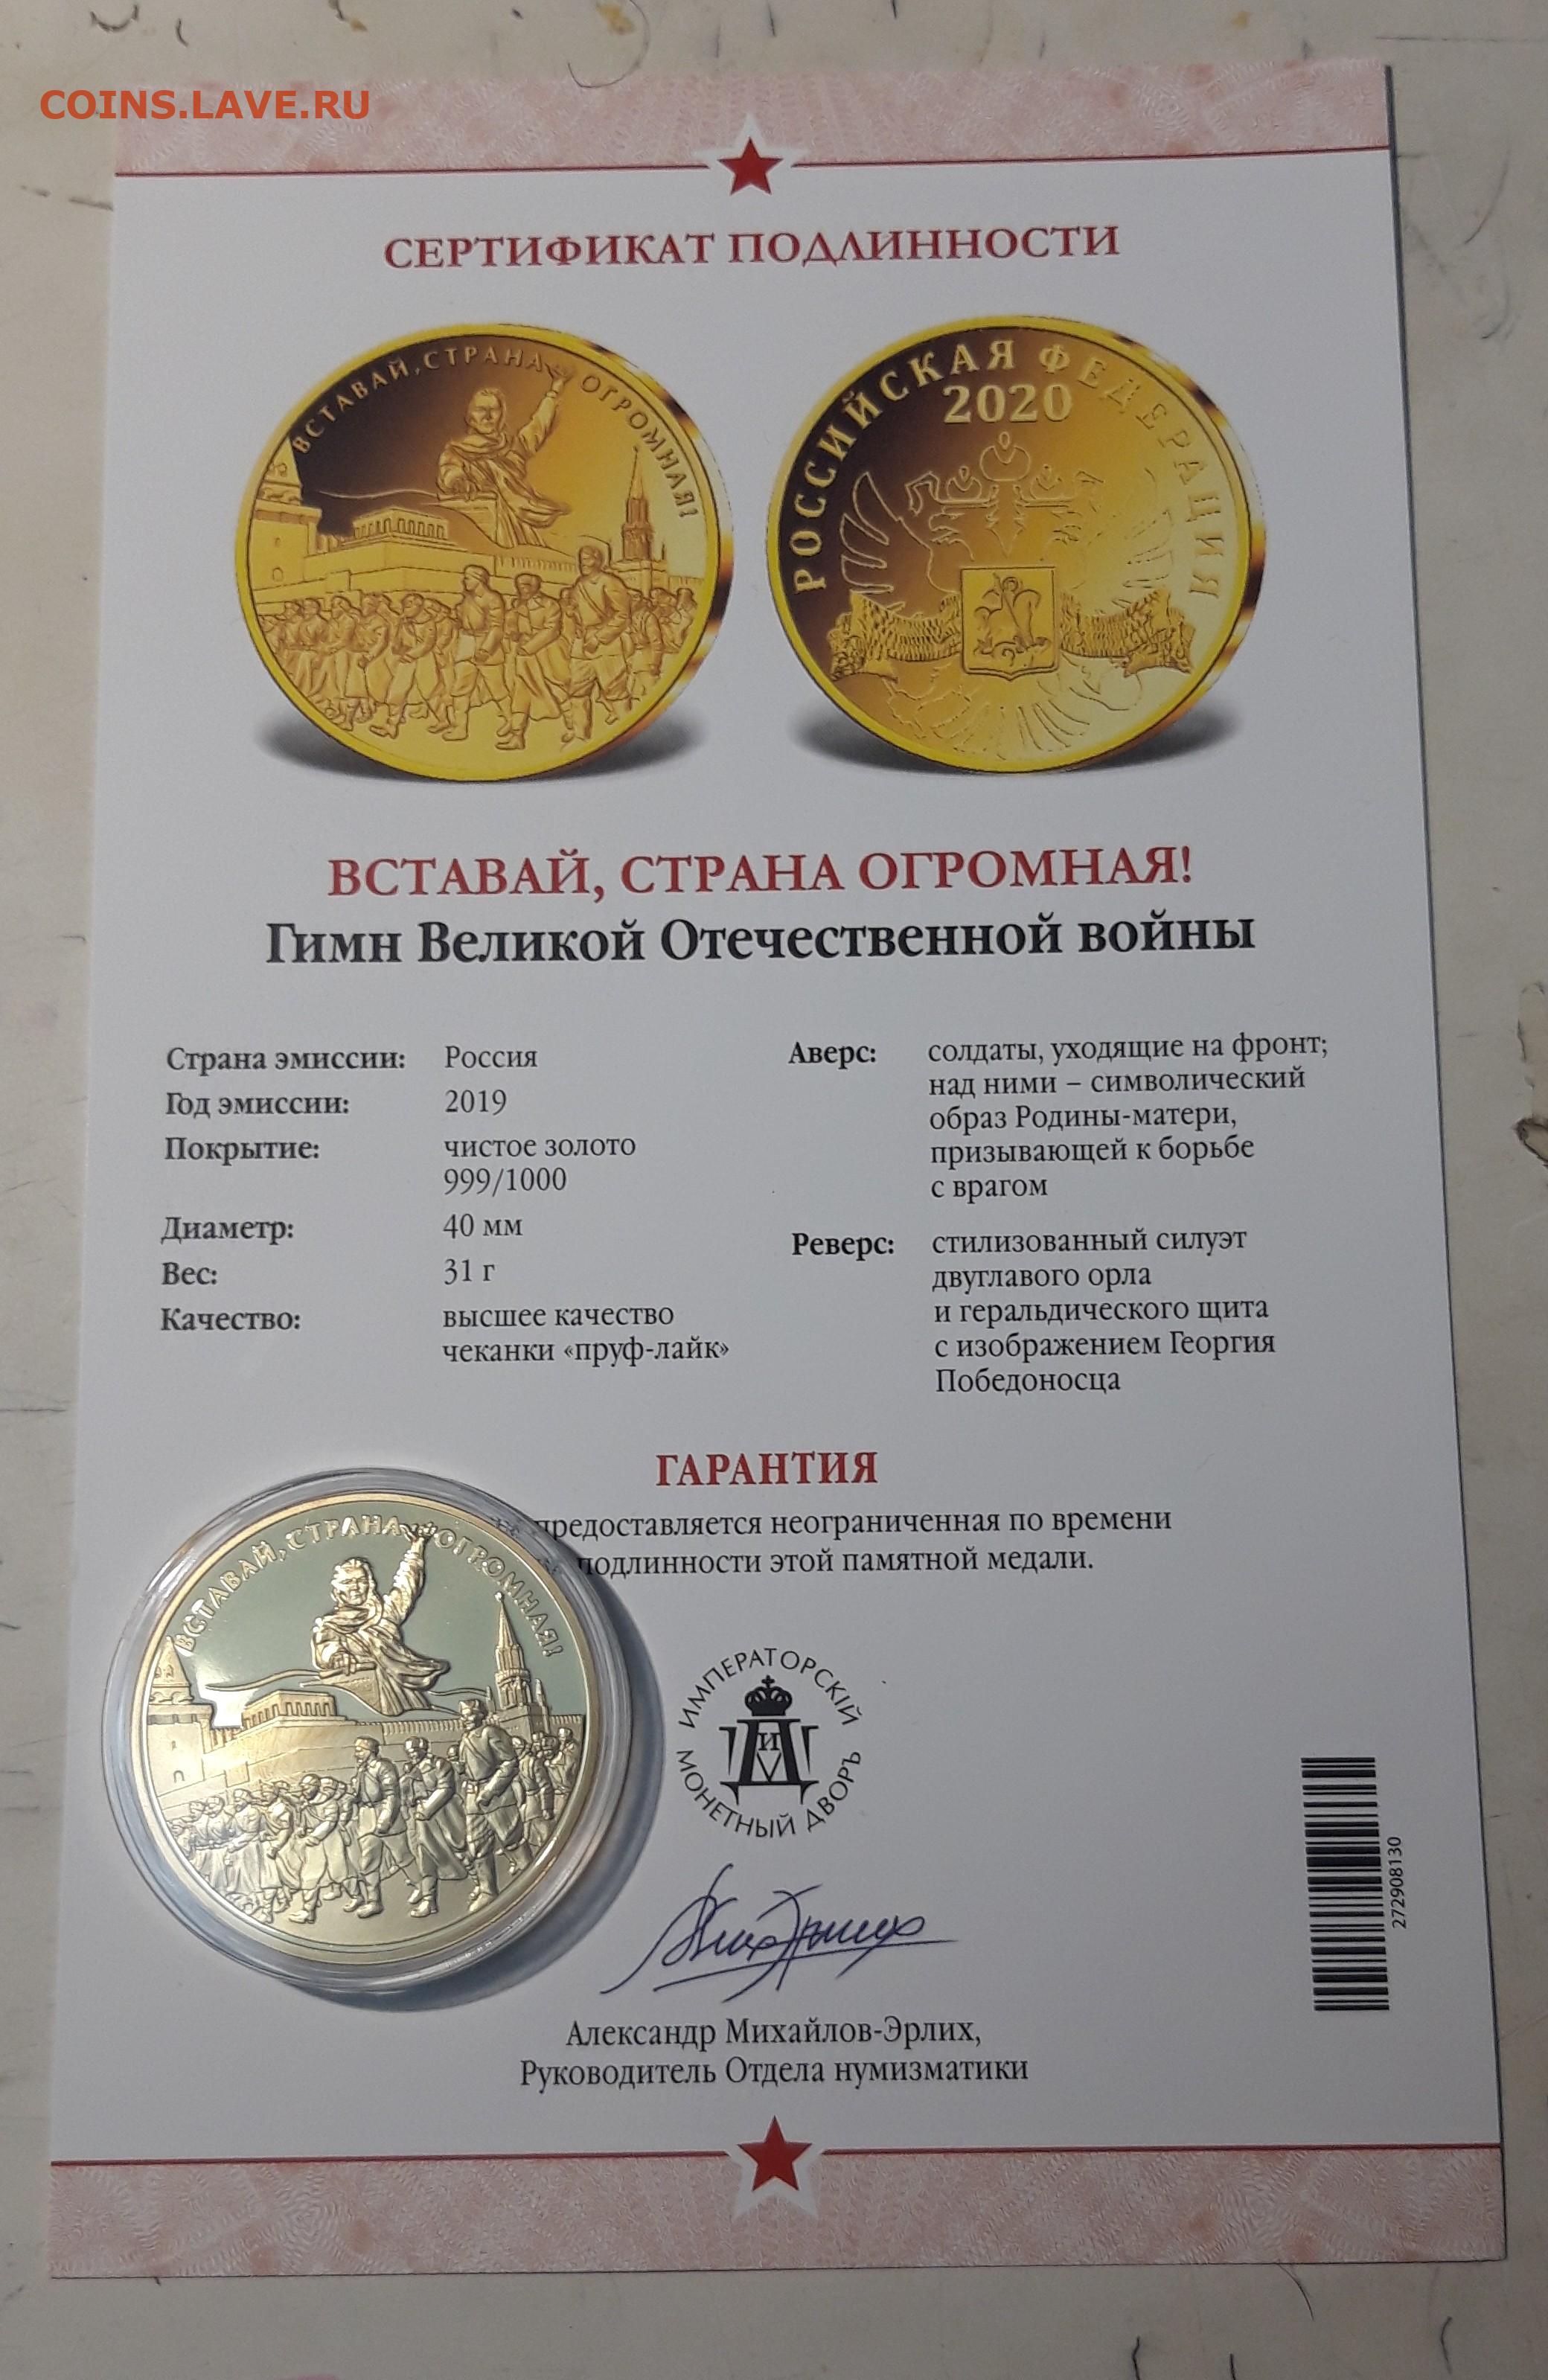 COINS.LAVE.RU
СЕРТИФИКАТ ПОДЛИННОСТИ
ВСТАВАЙ, СТРАНА ОГРОМНАЯ!
РОССИЙСКАЯ ФЕДЕРАЦИЯ
2020
ВСТАВАЙ, СТРАНА ОГРОМНАЯ!
Гимн Великой Отечественной войны
Страна эмиссии: Россия
Год эмиссии: 2019
Покрытие: чистое золото
999/1000
Диаметр: 40 мм
Вес: 31 г
Качество: высшее качество
чеканки «пруф-лайк»
Аверс: солдаты, уходящие на фронт;
над ними – символический
образ Родины-матери,
призывающей к борьбе
с врагом
Реверс: стилизованный силуэт
двуглавого орла
и геральдического щита
с изображением Георгия
Победоносца
ГАРАНТИЯ
предоставляется неограниченная по времени
подлинности этой памятной медали.
ВСТАВАЙ, СТРАНА ОГРОМНАЯ!
ИМПЕРАТОРСКІЙ
МОНЕТНЫЙ ДВОРЪ
Александр Михайлов-Эрлих,
Руководитель Отдела нумизматики
272908130